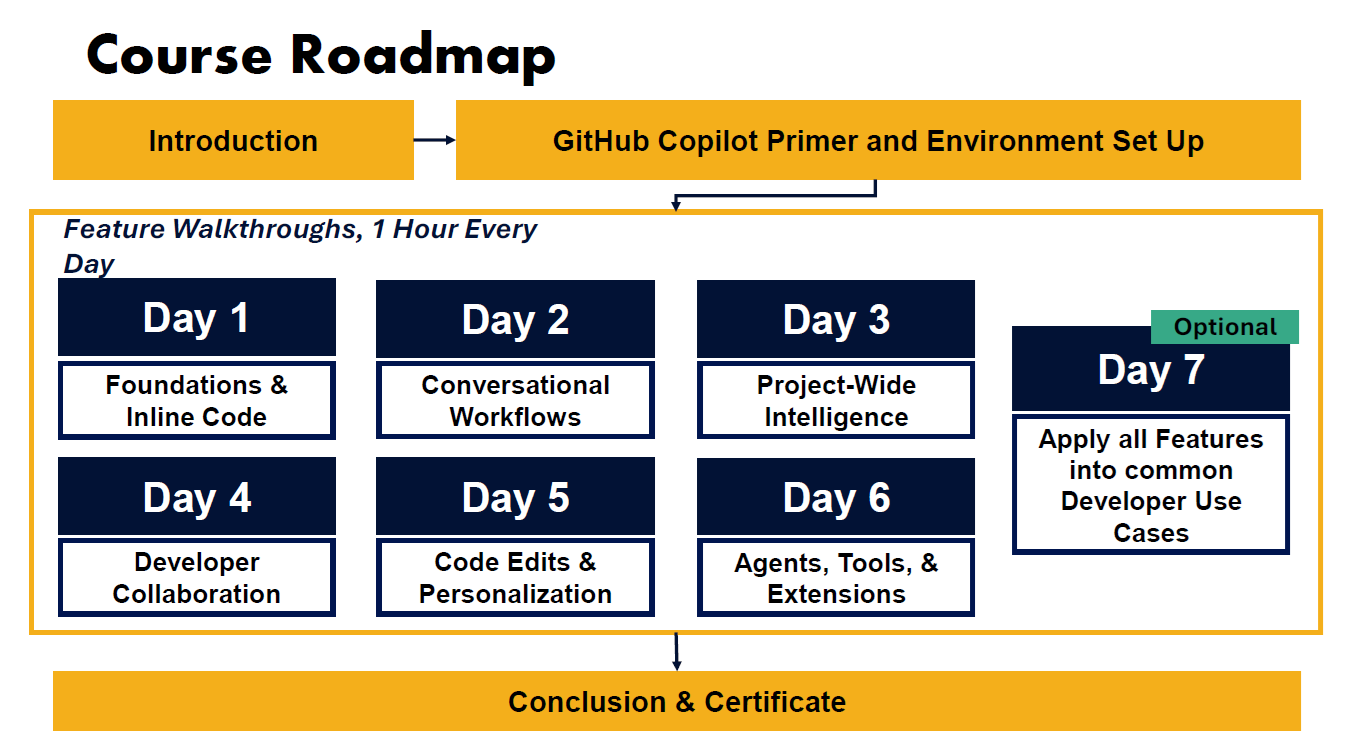 Course Roadmap
Introduction
GitHub Copilot Primer and Environment Set Up
Feature Walkthroughs, 1 Hour Every
Day
Day 1
Foundations &
Inline Code
Day 2
Conversational
Workflows
Day 3
Project-Wide
Intelligence
Day 4
Developer
Collaboration
Day 5
Code Edits &
Personalization
Day 6
Agents, Tools, &
Extensions
Optional
Day 7
Apply all Features
into common
Developer Use
Cases
Conclusion & Certificate